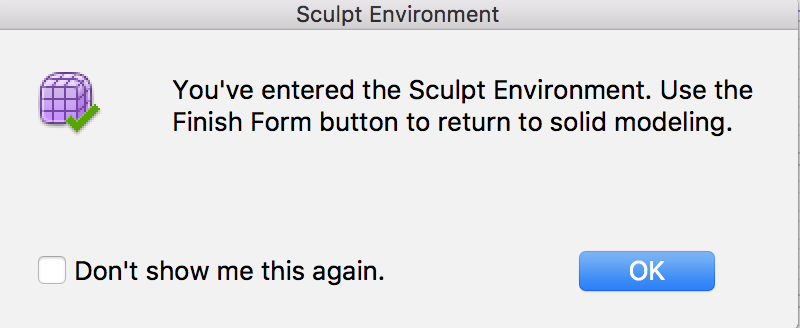 Sculpt Environment
You've entered the Sculpt Environment. Use the
Finish Form button to return to solid modeling.
Don't show me this again.
OK